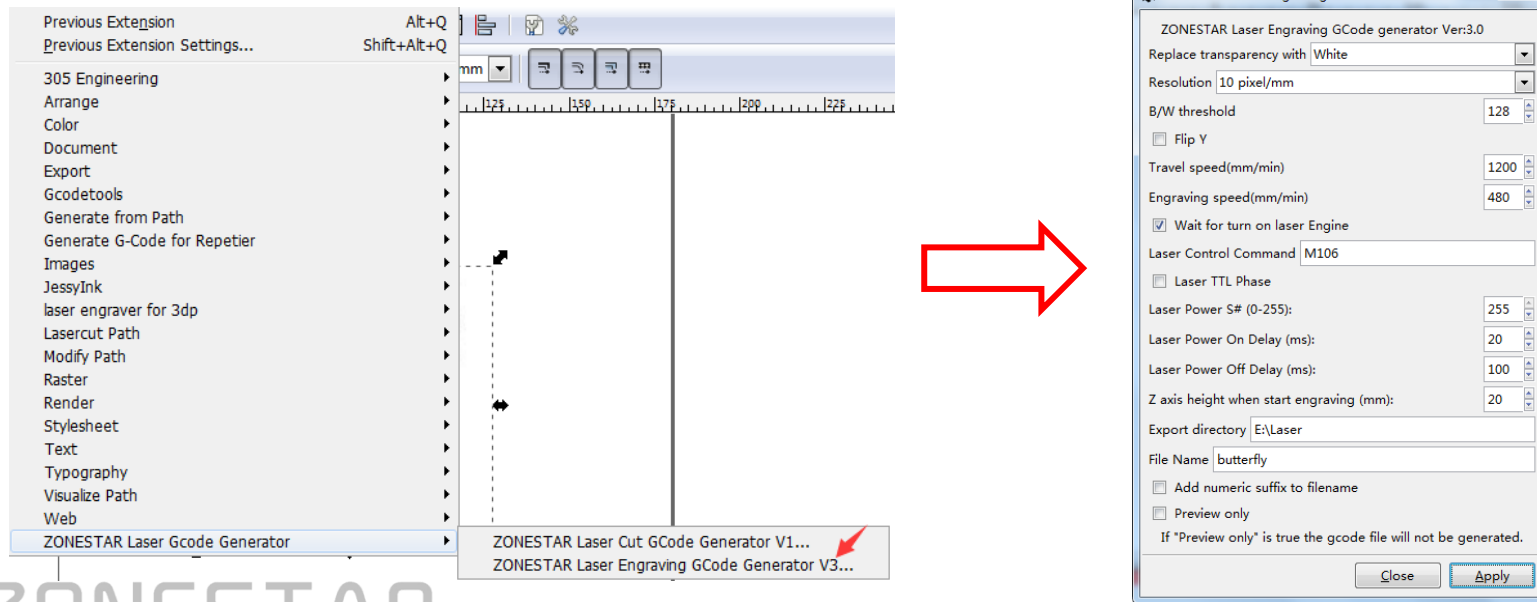 Previous Extension Alt+Q
Previous Extension Settings... Shift+Alt+Q
305 Engineering
Arrange
Color
Document
Export
Gcodetools
Generate from Path
Generate G-Code for Repetier
Images
JessyInk
laser engraver for 3dp
Lasercut Path
Modify Path
Raster
Render
Stylesheet
Text
Typography
Visualize Path
Web
ZONESTAR Laser Gcode Generator
mm
125 150 175 200 225
ZONESTAR Laser Cut GCode Generator V1...
ZONESTAR Laser Engraving GCode Generator V3...
ZONESTAR Laser Engraving GCode generator Ver:3.0
Replace transparency with White
Resolution 10 pixel/mm
B/W threshold 128
Flip Y
Travel speed(mm/min) 1200
Engraving speed(mm/min) 480
Wait for turn on laser Engine
Laser Control Command M106
Laser TTL Phase
Laser Power S# (0-255): 255
Laser Power On Delay (ms): 20
Laser Power Off Delay (ms): 100
Z axis height when start engraving (mm): 20
Export directory E:\Laser
File Name butterfly
Add numeric suffix to filename
Preview only
If "Preview only" is true the gcode file will not be generated.
Close Apply